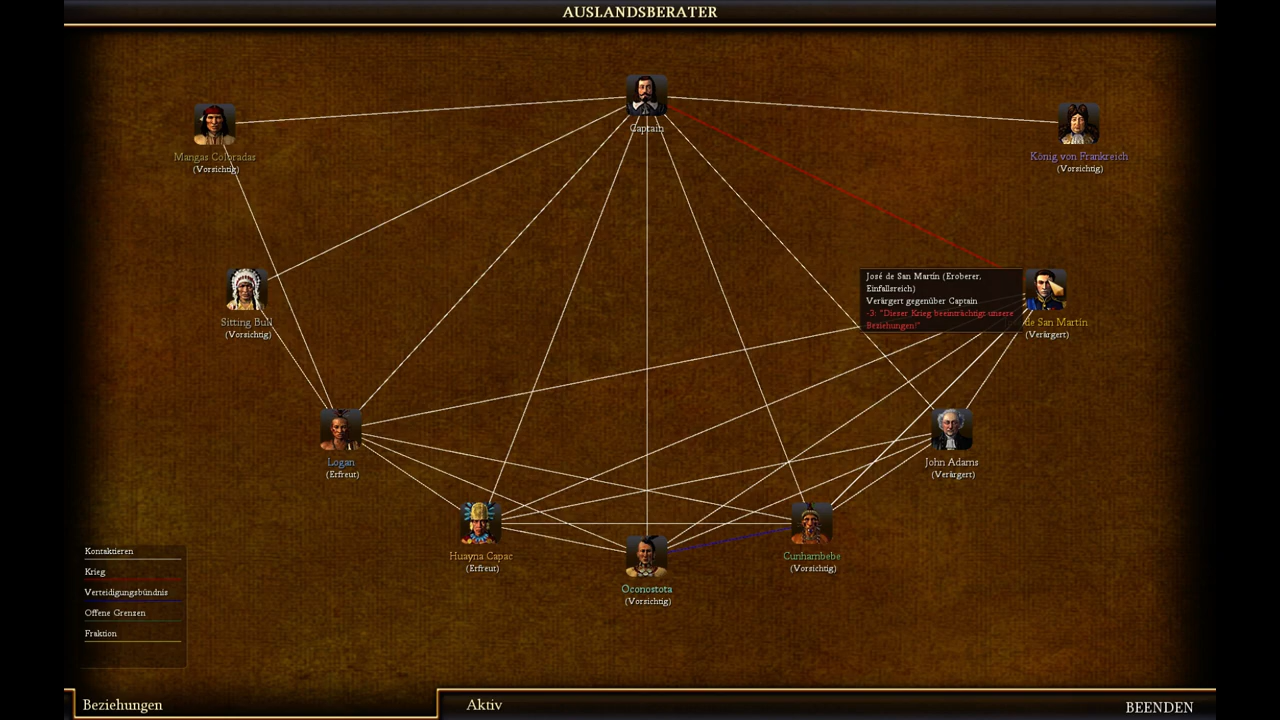 AUSLANDSBERATER
Captain
Mangas Coloradas
(Vorsichtig)
König von Frankreich
(Vorsichtig)
José de San Martín (Eroberer,
Einfallsreich)
Verärgert gegenüber Captain
-3: "Dieser Krieg beeinträchtigt unsere
Beziehungen!"
de San Martín
(Verärgert)
Sitting Bull
(Vorsichtig)
Logan
(Erfreut)
John Adams
(Verärgert)
Huayna Capac
(Erfreut)
Cunhambebe
(Vorsichtig)
Oconostota
(Vorsichtig)
Kontaktieren
Krieg
Verteidigungsbündnis
Offene Grenzen
Fraktion
Beziehungen
Aktiv
BEENDEN